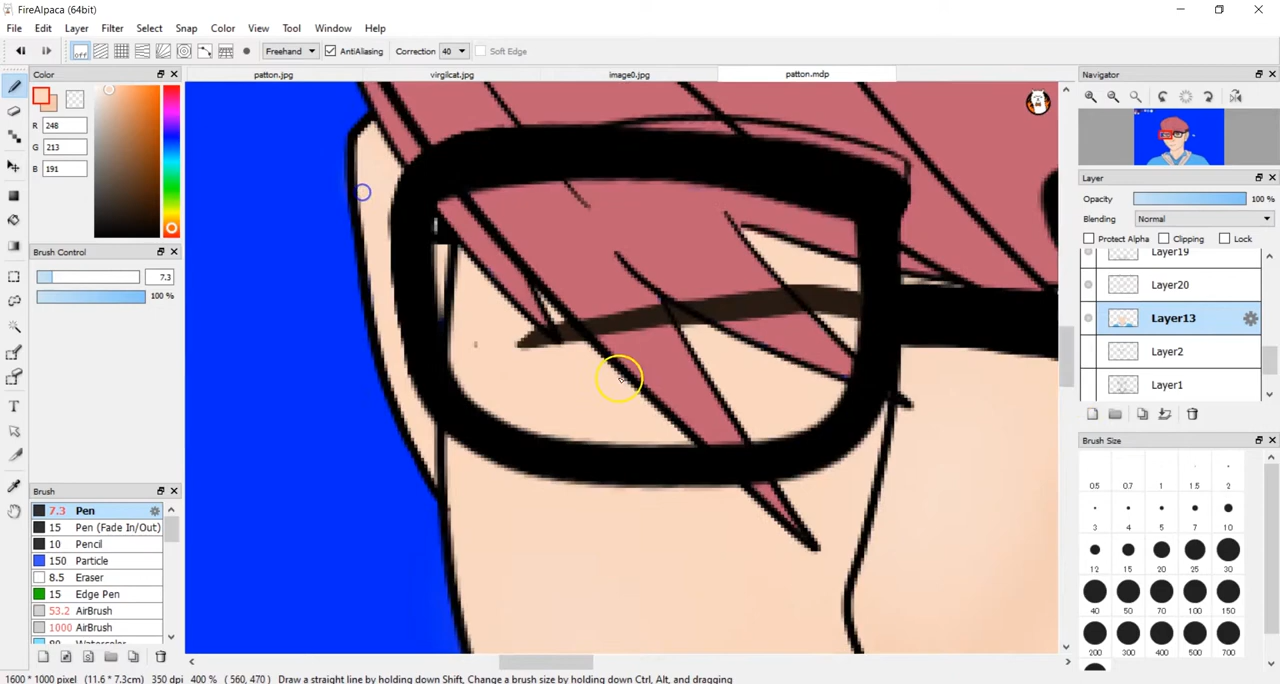 FireAlpaca (64bit)
File Edit Layer Filter Select Snap Color View Tool Window Help
off Freehand AntiAliasing Correction 40 Soft Edge
Color
R 248
G 213
B 191
Brush Control
7.3
100 %
Brush
7.3 Pen
15 Pen (Fade In/Out)
10 Pencil
150 Particle
8.5 Eraser
15 Edge Pen
53.2 AirBrush
1000 AirBrush
80 Watercolor
patton.jpg virgilcat.jpg image0.jpg patton.mdp
Navigator
Layer
Opacity 100 %
Blending Normal
Protect Alpha Clipping Lock
Layer19
Layer20
Layer13
Layer2
Layer1
Brush Size
0.5 0.7 1 1.5 2
3 4 5 7 10
12 15 20 25 30
40 50 70 100 150
200 300 400 500 700
1600 * 1000 pixel (11.6 * 7.3cm) 350 dpi 400 % ( 560, 470 ) Draw a straight line by holding down Shift, Change a brush size by holding down Ctrl, Alt, and dragging